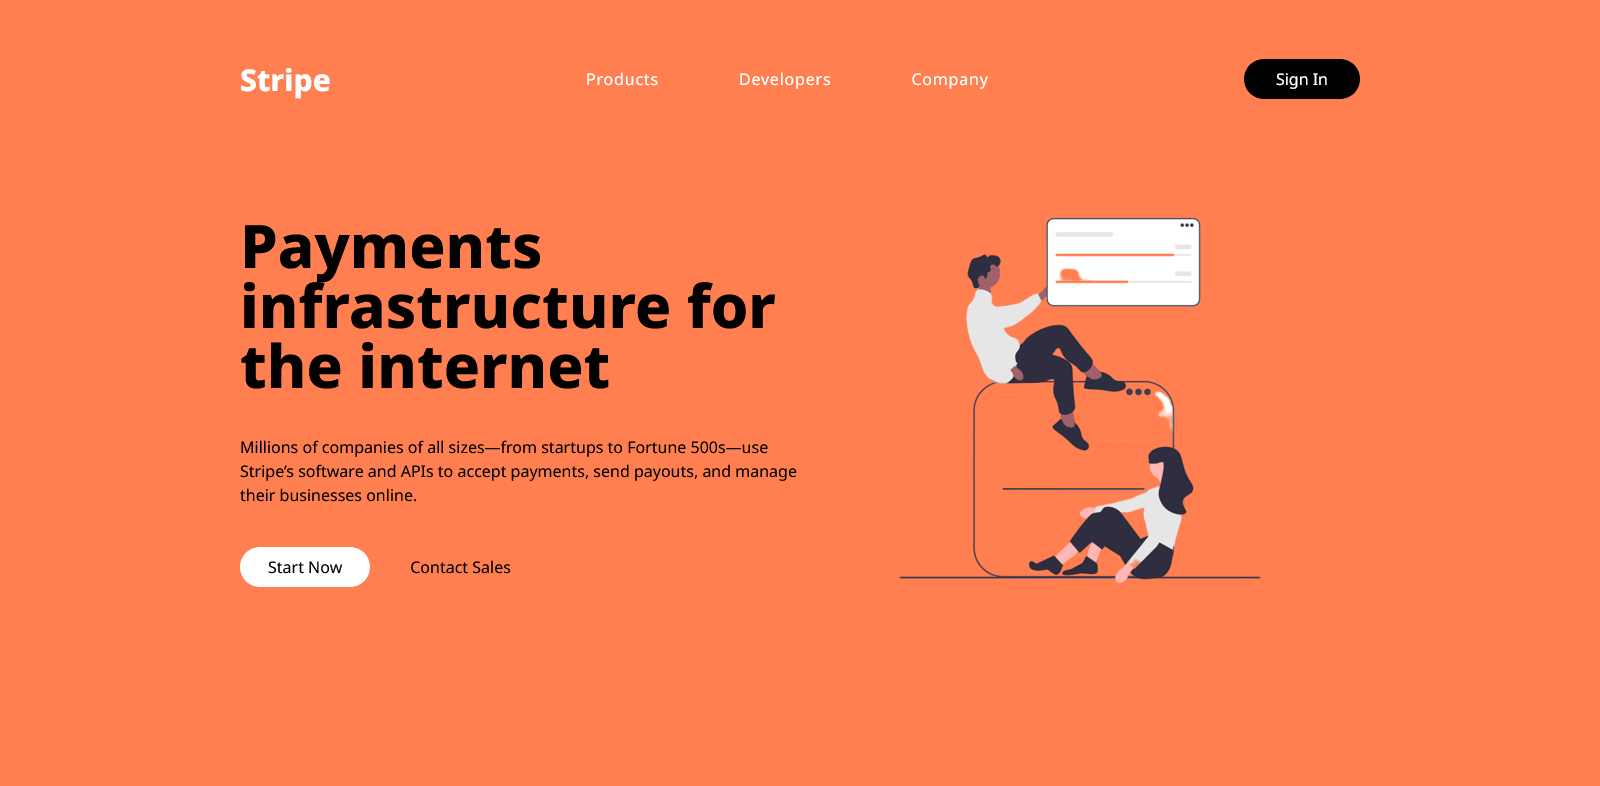 Stripe
Products
Developers
Company
Sign In
Payments
infrastructure for
the internet
Millions of companies of all sizes—from startups to Fortune 500s—use
Stripe’s software and APIs to accept payments, send payouts, and manage
their businesses online.
Start Now
Contact Sales